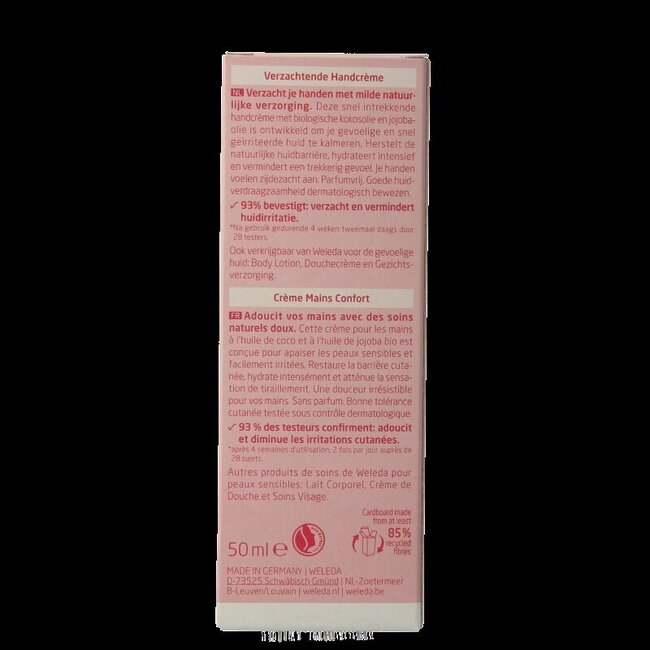 Verzachtende Handcrème
NL Verzacht je handen met milde natuur-
lijke verzorging. Deze snel intrekkende
handcrème met biologische kokosolie en jojoba-
olie is ontwikkeld om je gevoelige en snel
geïrriteerde huid te kalmeren. Herstelt de
natuurlijke huidbarrière, hydrateert intensief
en vermindert een trekkerig gevoel. Je handen
voelen zijdezacht aan. Parfumvrij. Goede huid-
verdraagzaamheid dermatologisch bewezen.
✓ 93% bevestigt: verzacht en vermindert
huidirritatie.
*Na gebruik gedurende 4 weken tweemaal daags door
28 testers.
Ook verkrijgbaar van Weleda voor de gevoelige
huid: Body Lotion, Douchecrème en Gezichts-
verzorging.
Crème Mains Confort
FR Adoucit vos mains avec des soins
naturels doux. Cette crème pour les mains
à l'huile de coco et à l'huile de jojoba bio est
conçue pour apaiser les peaux sensibles et
facilement irritées. Restaure la barrière cuta-
née, hydrate intensément et atténue la sensa-
tion de tiraillement. Une douceur irrésistible
pour vos mains. Sans parfum. Bonne tolérance
cutanée testée sous contrôle dermatologique.
✓ 93 % des testeurs confirment: adoucit
et diminue les irritations cutanées.
*après 4 semaines d'utilisation, 2 fois par jour auprès de
28 sujets.
Autres produits de soins de Weleda pour
peaux sensibles: Lait Corporel, Crème de
Douche et Soins Visage.
Cardboard made
from at least
85%
recycled
fibres
50 ml e
MADE IN GERMANY | WELEDA
D-73525 Schwäbisch Gmünd | NL-Zoetermeer
B-Leuven/Louvain | weleda.nl | weleda.be